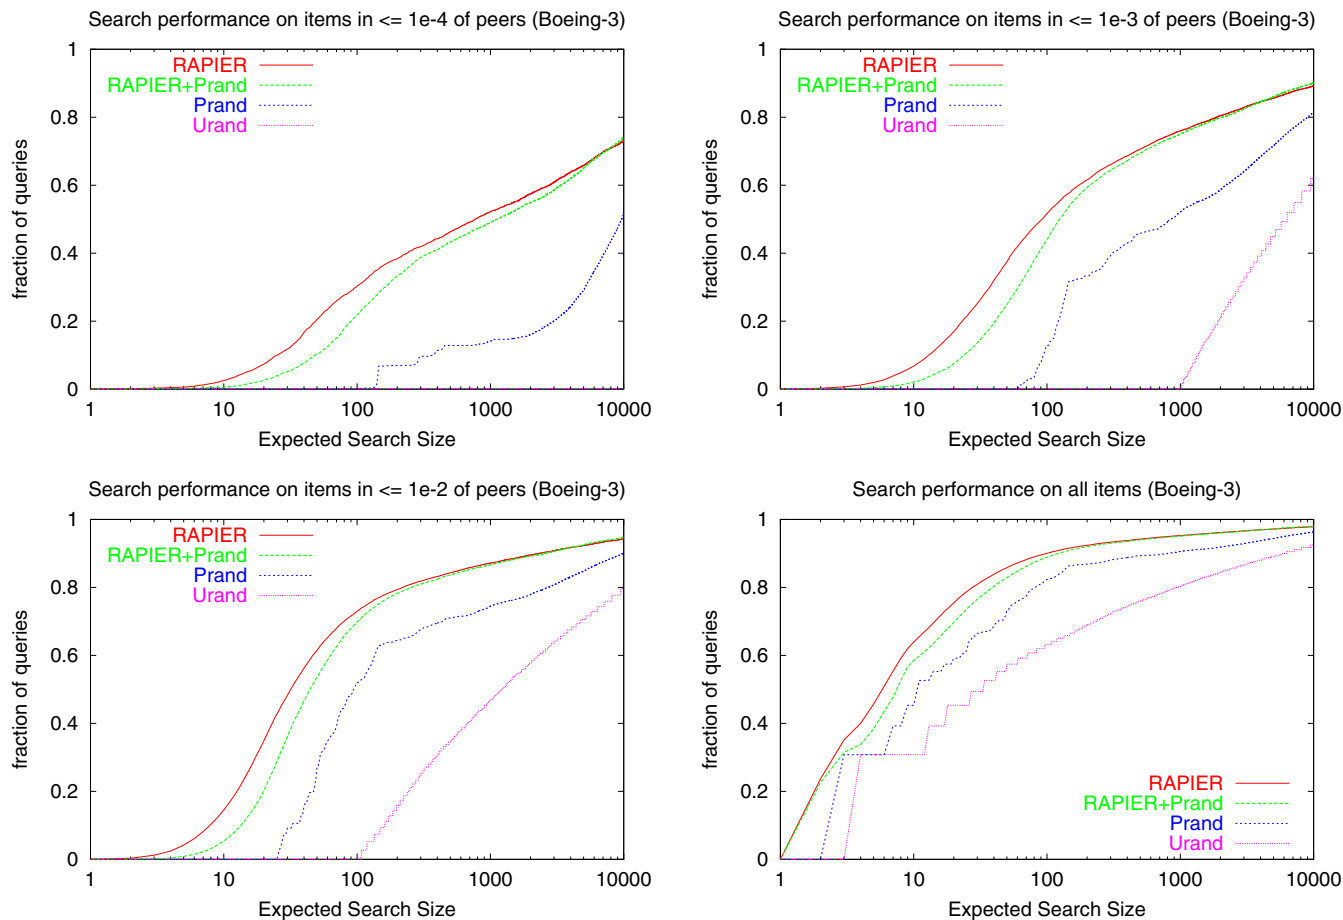 Search performance on items in <= 1e-4 of peers (Boeing-3)
1
0.8
0.6
0.4
0.2
0
fraction of queries
RAPIER
RAPIER+Prand
Prand
Urand
1 10 100 1000 10000
Expected Search Size
Search performance on items in <= 1e-3 of peers (Boeing-3)
1
0.8
0.6
0.4
0.2
0
fraction of queries
RAPIER
RAPIER+Prand
Prand
Urand
1 10 100 1000 10000
Expected Search Size
Search performance on items in <= 1e-2 of peers (Boeing-3)
1
0.8
0.6
0.4
0.2
0
fraction of queries
RAPIER
RAPIER+Prand
Prand
Urand
1 10 100 1000 10000
Expected Search Size
Search performance on all items (Boeing-3)
1
0.8
0.6
0.4
0.2
0
fraction of queries
RAPIER
RAPIER+Prand
Prand
Urand
1 10 100 1000 10000
Expected Search Size